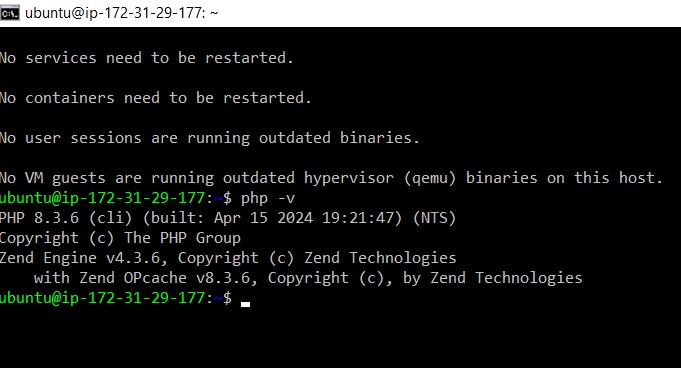 ubuntu@ip-172-31-29-177: ~
No services need to be restarted.
No containers need to be restarted.
No user sessions are running outdated binaries.
No VM guests are running outdated hypervisor (qemu) binaries on this host.
ubuntu@ip-172-31-29-177:~$ php -v
PHP 8.3.6 (cli) (built: Apr 15 2024 19:21:47) (NTS)
Copyright (c) The PHP Group
Zend Engine v4.3.6, Copyright (c) Zend Technologies
    with Zend OPcache v8.3.6, Copyright (c), by Zend Technologies
ubuntu@ip-172-31-29-177:~$